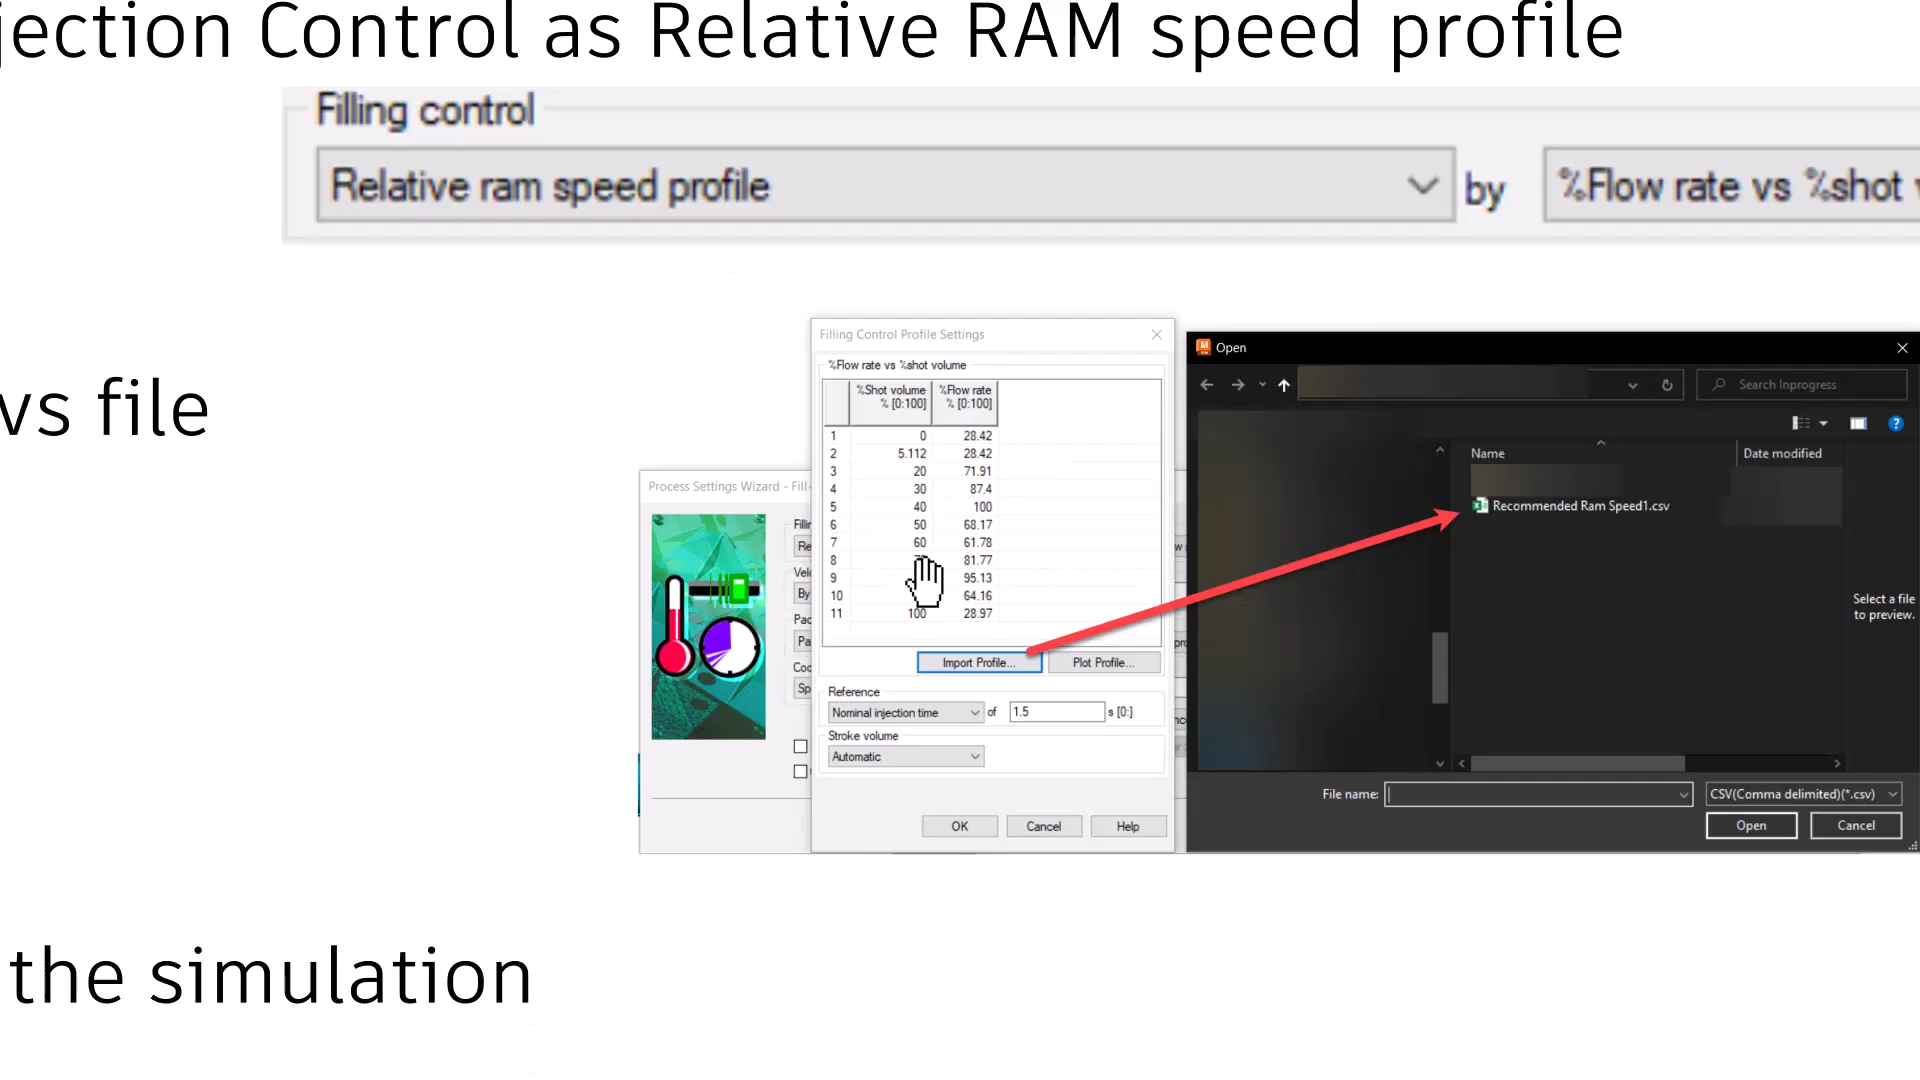 jection Control as Relative RAM speed profile
Filling control
Relative ram speed profile
by
%Flow rate vs %shot
vs file
Process Settings Wizard - Fill-
Filling Control Profile Settings
%Flow rate vs %shot volume
%Shot volume % [0:100] %Flow rate % [0:100]
1 0 28.42
2 5.112 28.42
3 20 71.91
4 30 87.4
5 40 100
6 50 68.17
7 60 61.78
8 81.77
9 95.13
10 64.16
11 100 28.97
Import Profile...
Plot Profile...
Reference
Nominal injection time
of
1.5
s [0:]
Stroke volume
Automatic
OK
Cancel
Help
Open
Search Inprogress
Name
Date modified
Recommended Ram Speed1.csv
Select a file
to preview.
File name:
CSV(Comma delimited)(*.csv)
Open
Cancel
the simulation